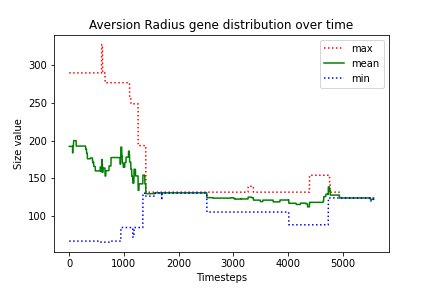 Aversion Radius gene distribution over time
max
mean
min
Size value
300
250
200
150
100
0
1000
2000
3000
4000
5000
Timesteps